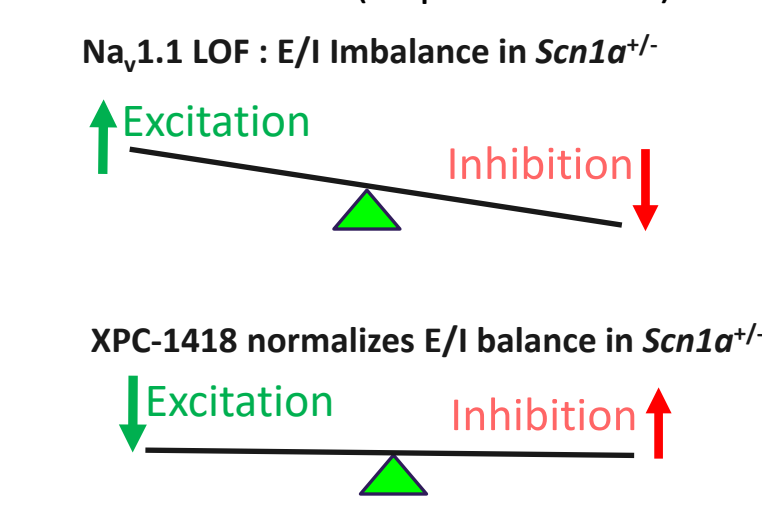 Naᵥ1.1 LOF : E/I Imbalance in Scn1a⁺/⁻
Excitation
Inhibition
XPC-1418 normalizes E/I balance in Scn1a⁺/⁻
Excitation
Inhibition